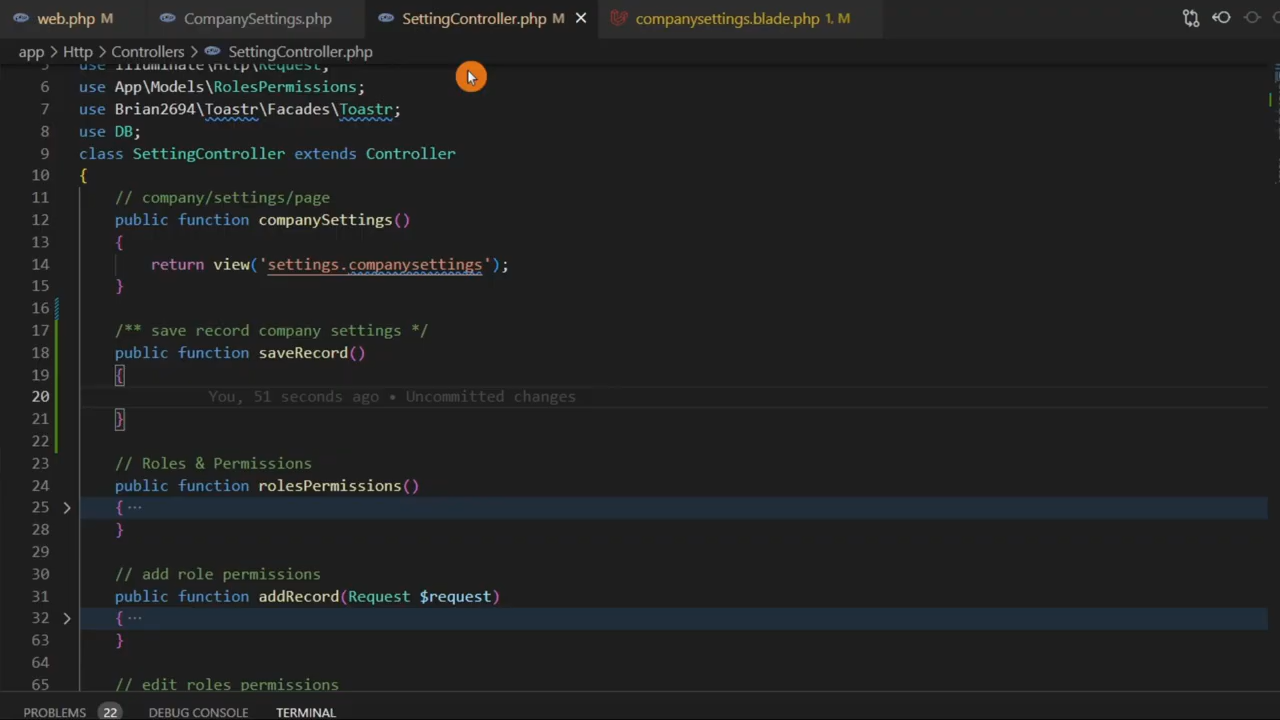 web.php M CompanySettings.php SettingController.php M companysettings.blade.php 1, M
app > Http > Controllers > SettingController.php
5 use Illuminate\Http\Request;
6 use App\Models\RolesPermissions;
7 use Brian2694\Toastr\Facades\Toastr;
8 use DB;
9 class SettingController extends Controller
10 {
11 // company/settings/page
12 public function companySettings()
13 {
14 return view('settings.companysettings');
15 }
16
17 /** save record company settings */
18 public function saveRecord()
19 {
20 You, 51 seconds ago • Uncommitted changes
21 }
22
23 // Roles & Permissions
24 public function rolesPermissions()
25 { ···
28 }
29
30 // add role permissions
31 public function addRecord(Request $request)
32 { ···
63 }
64
65 // edit roles permissions
PROBLEMS 22 DEBUG CONSOLE TERMINAL